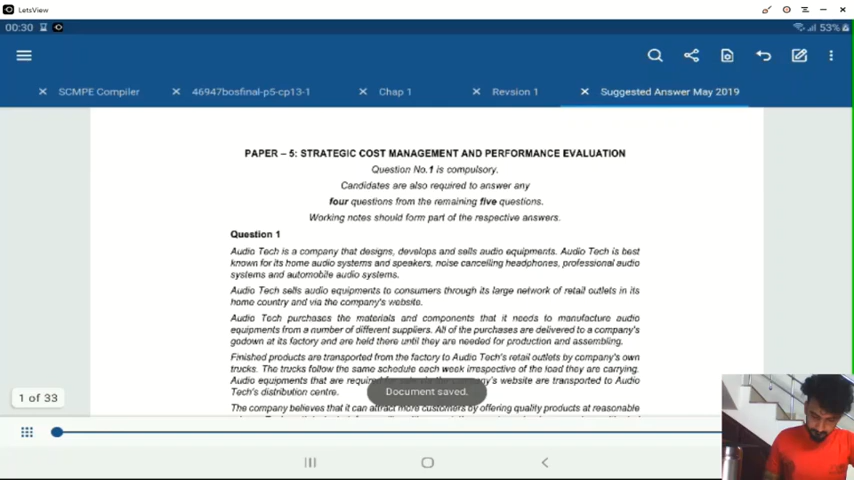 LetsView
00:30
53%
SCMPE Compiler
46947bosfinal-p5-cp13-1
Chap 1
Revsion 1
Suggested Answer May 2019
PAPER – 5: STRATEGIC COST MANAGEMENT AND PERFORMANCE EVALUATION
Question No.1 is compulsory.
Candidates are also required to answer any
four questions from the remaining five questions.
Working notes should form part of the respective answers.
Question 1
Audio Tech is a company that designs, develops and sells audio equipments. Audio Tech is best
known for its home audio systems and speakers, noise cancelling headphones, professional audio
systems and automobile audio systems.
Audio Tech sells audio equipments to consumers through its large network of retail outlets in its
home country and via the company's website.
Audio Tech purchases the materials and components that it needs to manufacture audio
equipments from a number of different suppliers. All of the purchases are delivered to a company's
godown at its factory and are held there until they are needed for production and assembling.
Finished products are transported from the factory to Audio Tech's retail outlets by company's own
trucks. The trucks follow the same schedule each week irrespective of the load they are carrying.
Audio equipments that are required company's website are transported to Audio
Tech's distribution centre.
Document saved.
The company believes that it can attract more customers by offering quality products at reasonable
1 of 33